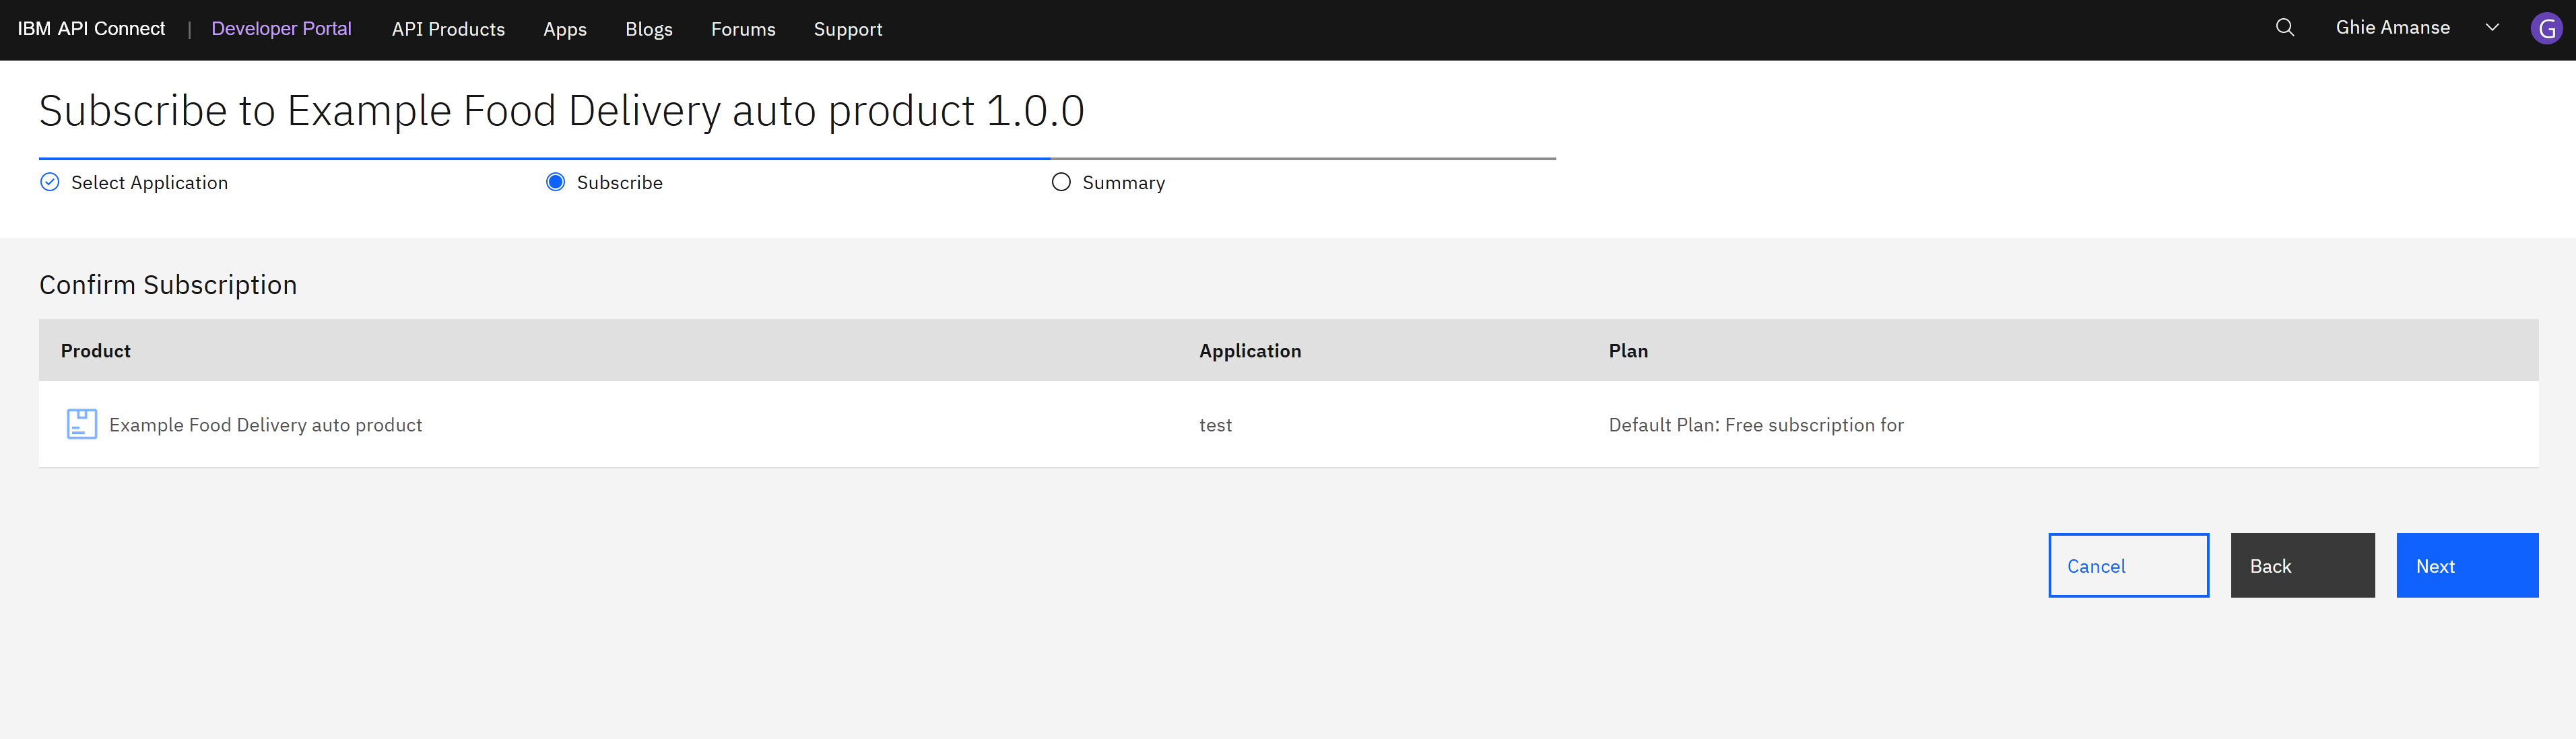 IBM API Connect | Developer Portal API Products Apps Blogs Forums Support Ghie Amanse G
Subscribe to Example Food Delivery auto product 1.0.0
Select Application Subscribe Summary
Confirm Subscription
Product Application Plan
Example Food Delivery auto product test Default Plan: Free subscription for
Cancel Back Next